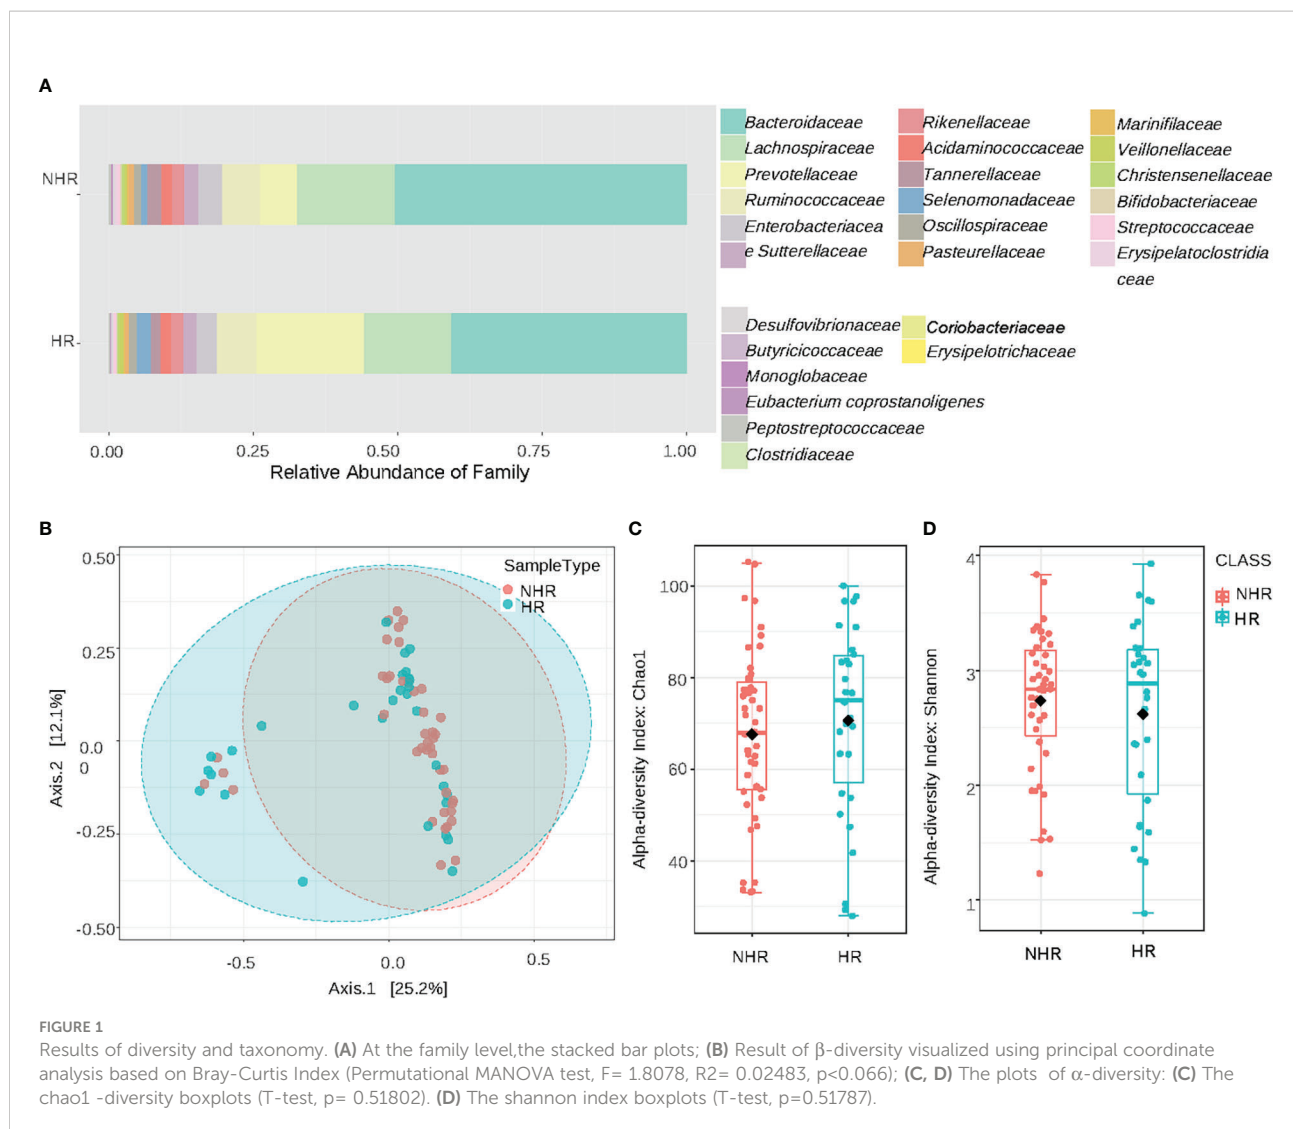 A
NHR
HR
0.00 0.25 0.50 0.75 1.00
Relative Abundance of Family
Bacteroidaceae
Lachnospiraceae
Prevotellaceae
Ruminococcaceae
Enterobacteriacea
e Sutterellaceae
Rikenellaceae
Acidaminococcaceae
Tannerellaceae
Selenomonadaceae
Oscillospiraceae
Pasteurellaceae
Marinifilaceae
Veillonellaceae
Christensenellaceae
Bifidobacteriaceae
Streptococcaceae
Erysipelatoclostridia
ceae
Desulfovibrionaceae
Butyricicoccaceae
Monoglobaceae
Eubacterium coprostanoligenes
Peptostreptococcaceae
Clostridiaceae
Coriobacteriaceae
Erysipelotrichaceae
B
SampleType
NHR
HR
0.50
0.25
0.0
0
-0.25
-0.50
Axis.2 [12.1%]
-0.5 0.0 0.5
Axis.1 [25.2%]
C
Alpha-diversity Index: Chao1
100
80
60
40
NHR HR
D
Alpha-diversity Index: Shannon
4
3
2
1
NHR HR
CLASS
NHR
HR
FIGURE 1
Results of diversity and taxonomy. (A) At the family level,the stacked bar plots; (B) Result of β-diversity visualized using principal coordinate
analysis based on Bray-Curtis Index (Permutational MANOVA test, F= 1.8078, R2= 0.02483, p<0.066); (C, D) The plots of α-diversity: (C) The
chao1 -diversity boxplots (T-test, p= 0.51802). (D) The shannon index boxplots (T-test, p=0.51787).